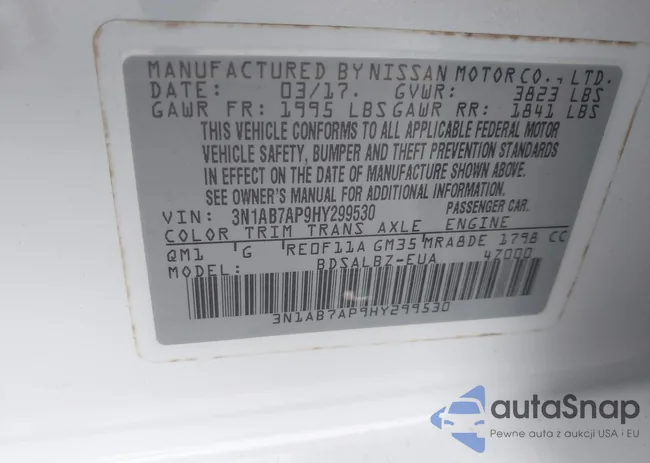 MANUFACTURED BY NISSAN MOTOR CO., LTD.
DATE: 03/17. GVWR: 3823 LBS
GAWR FR: 1995 LBS GAWR RR: 1841 LBS
THIS VEHICLE CONFORMS TO ALL APPLICABLE FEDERAL MOTOR
VEHICLE SAFETY, BUMPER AND THEFT PREVENTION STANDARDS
IN EFFECT ON THE DATE OF MANUFACTURE SHOWN ABOVE.
SEE OWNER'S MANUAL FOR ADDITIONAL INFORMATION.
VIN: 3N1AB7AP9HY299530 PASSENGER CAR.
COLOR TRIM TRANS AXLE ENGINE
QM1 G RE0F11A GM35 MRA8DE 1798 CC
MODEL: BDSALBZ-EUA 47000
3N1AB7AP9HY299530
autaSnap
Pewne auta z aukcji USA i EU